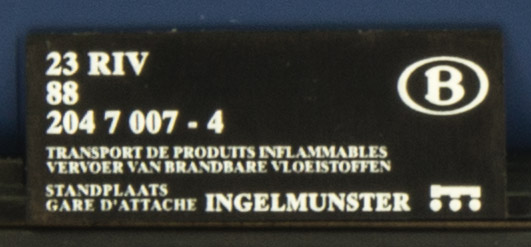 23 RIV
88
204 7 007 - 4
B
TRANSPORT DE PRODUITS INFLAMMABLES
VERVOER VAN BRANDBARE VLOEISTOFFEN
STANDPLAATS
GARE D'ATTACHE INGELMUNSTER